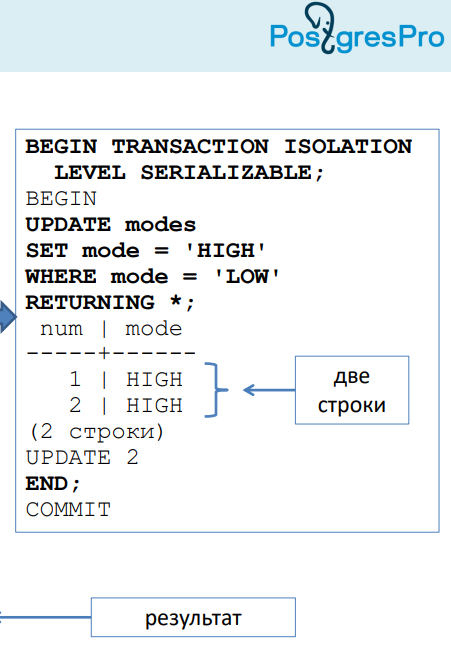 PostgresPro
BEGIN TRANSACTION ISOLATION
LEVEL SERIALIZABLE;
BEGIN
UPDATE modes
SET mode = 'HIGH'
WHERE mode = 'LOW'
RETURNING *;
num | mode
-----+------
1 | HIGH
2 | HIGH
(2 строки)
UPDATE 2
END;
COMMIT
две
строки
результат